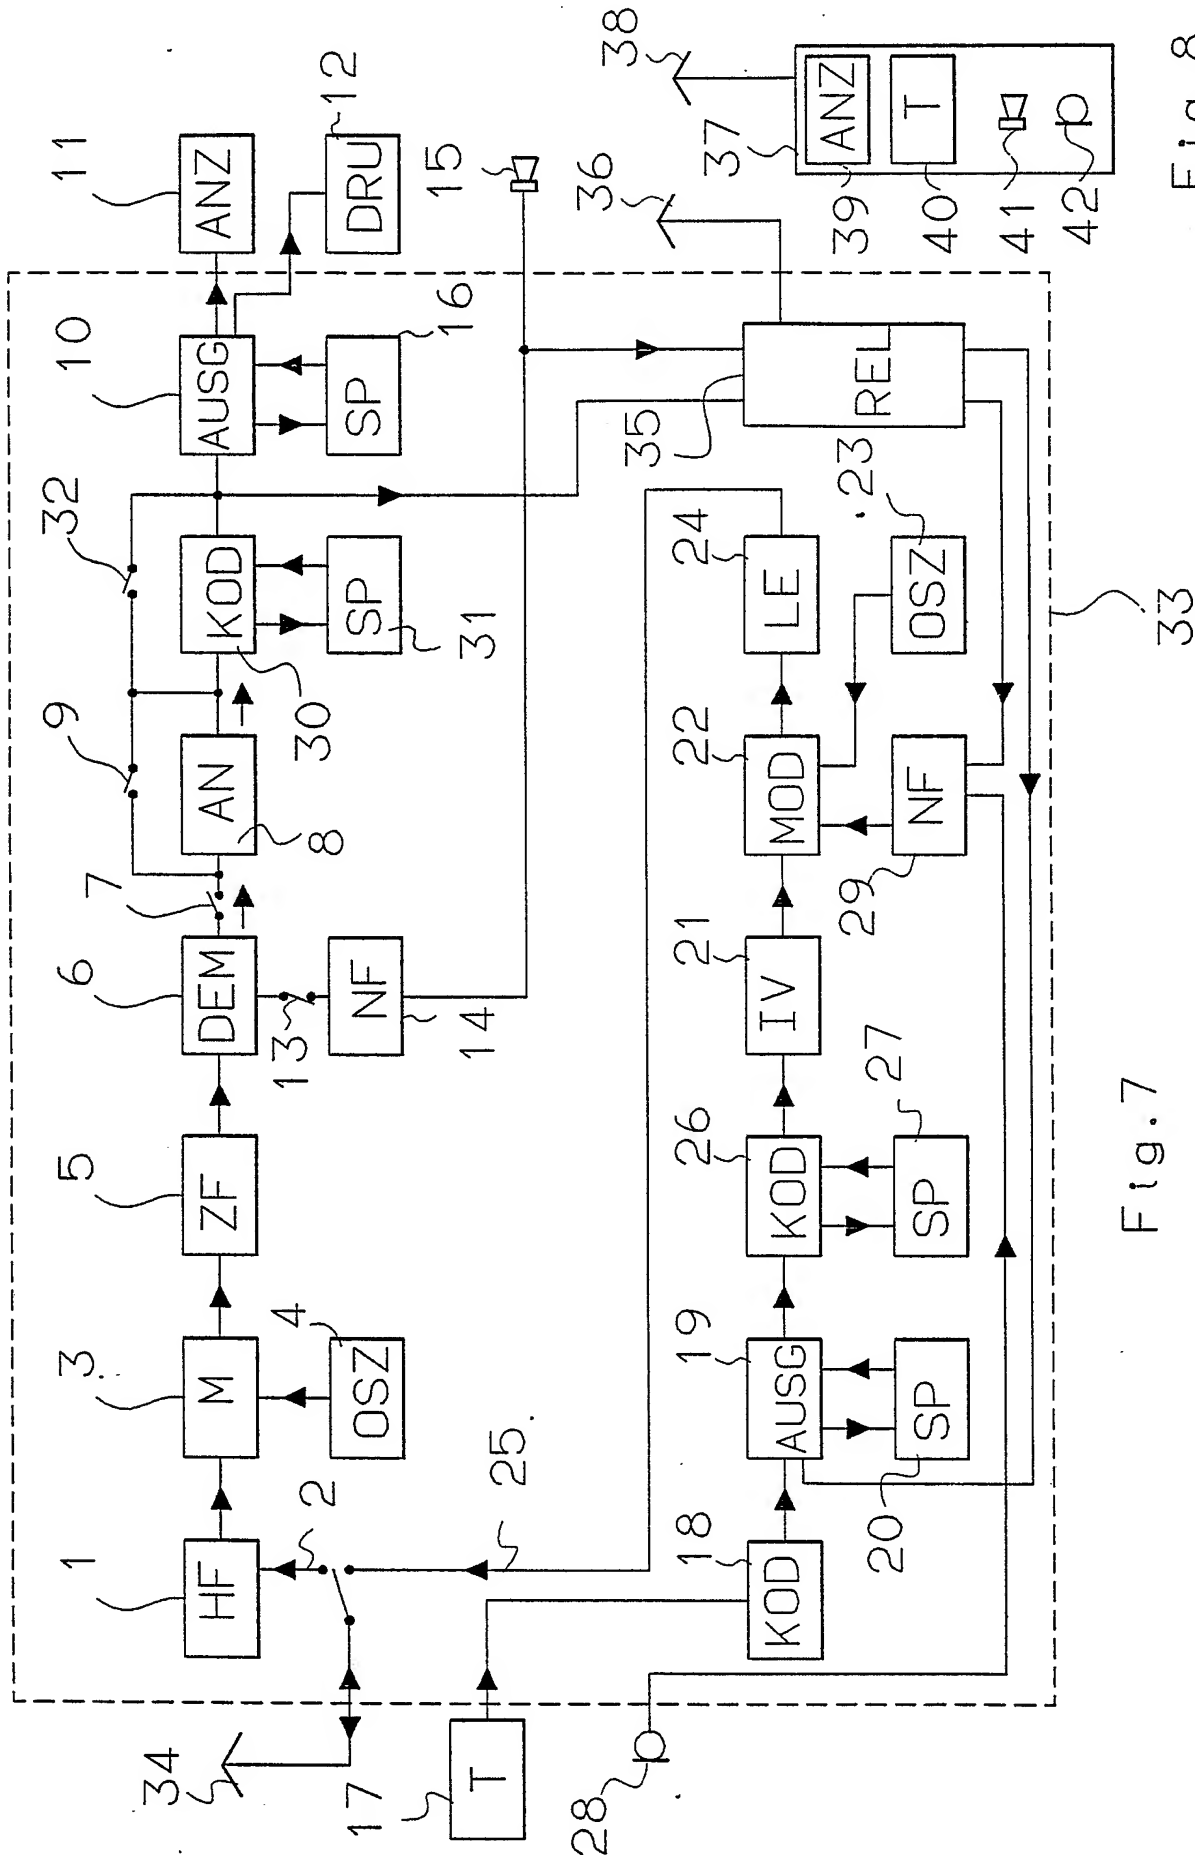 11
ANZ
12
DRU
10
AUSG
16
SP
32
KOD
30
SP
31
9
AN
8
7
6
DEM
13
NF
14
15
5
ZF
3
M
4
OSZ
1
HF
2
25
34
17
T
28
18
KOD
19
AUSG
20
SP
26
KOD
27
SP
21
IV
22
MOD
29
NF
24
LE
23
OSZ
35
REL
36
33
37
38
39
ANZ
40
T
41
42
Fig.7
Fig.8